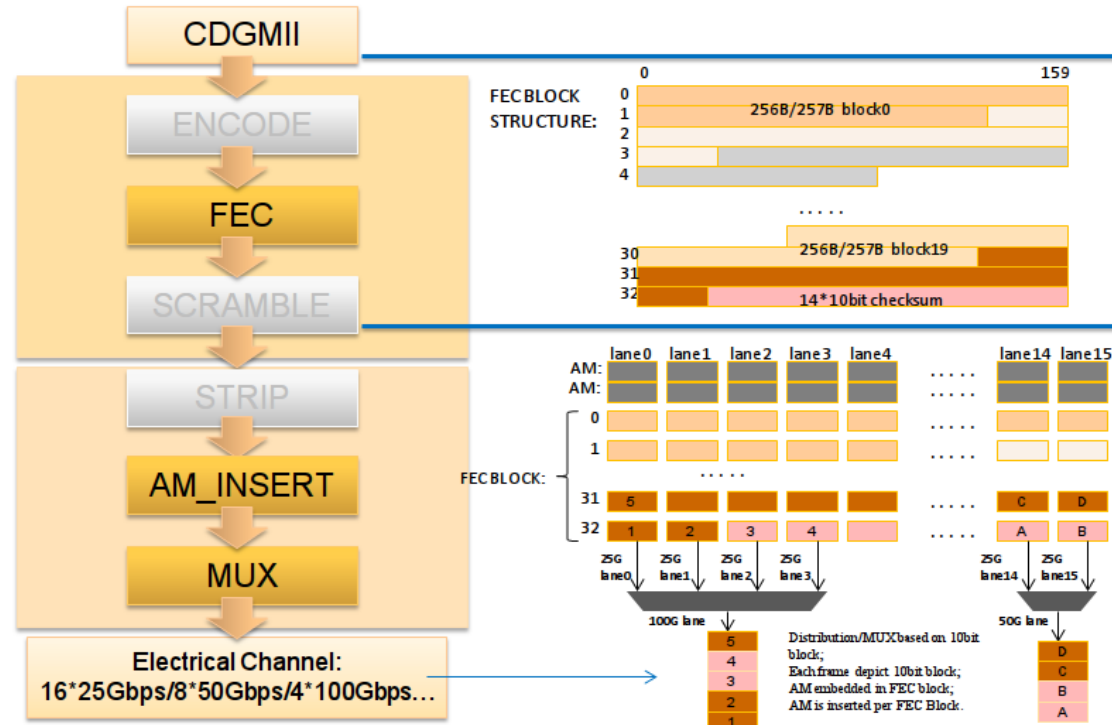 CDGMII
ENCODE
FEC
SCRAMBLE
STRIP
AM_INSERT
MUX
Electrical Channel:
16*25Gbps/8*50Gbps/4*100Gbps…
0 159
FEC BLOCK
STRUCTURE:
0
1
2
3
4
256B/257B block0
.....
30
31
32
256B/257B block19
14*10bit checksum
lane0 lane1 lane2 lane3 lane4 ..... lane14 lane15
AM:
AM:
.....
.....
FEC BLOCK:
0 .....
1 .....
.....
31 5 ..... C D
32 1 2 3 4 ..... A B
25G
lane0
25G
lane1
25G
lane2
25G
lane3
25G
lane14
25G
lane15
100G lane
50G lane
5
4
3
2
1
Distribution/MUX based on 10bit
block;
Each frame depict 10bit block;
AM embedded in FEC block;
AM is inserted per FEC Block.
D
C
B
A